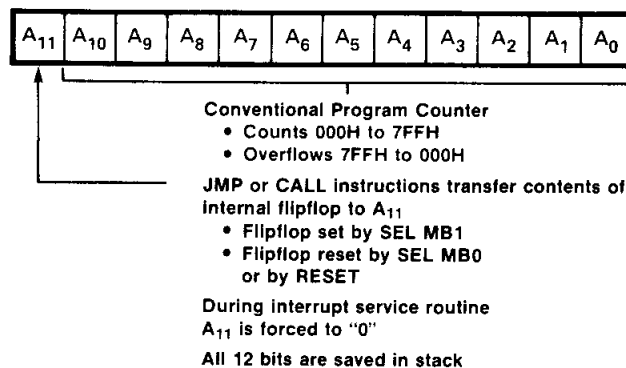 A11 A10 A9 A8 A7 A6 A5 A4 A3 A2 A1 A0
Conventional Program Counter
• Counts 000H to 7FFH
• Overflows 7FFH to 000H
JMP or CALL instructions transfer contents of
internal flipflop to A11
• Flipflop set by SEL MB1
• Flipflop reset by SEL MB0
or by RESET
During interrupt service routine
A11 is forced to "0"
All 12 bits are saved in stack